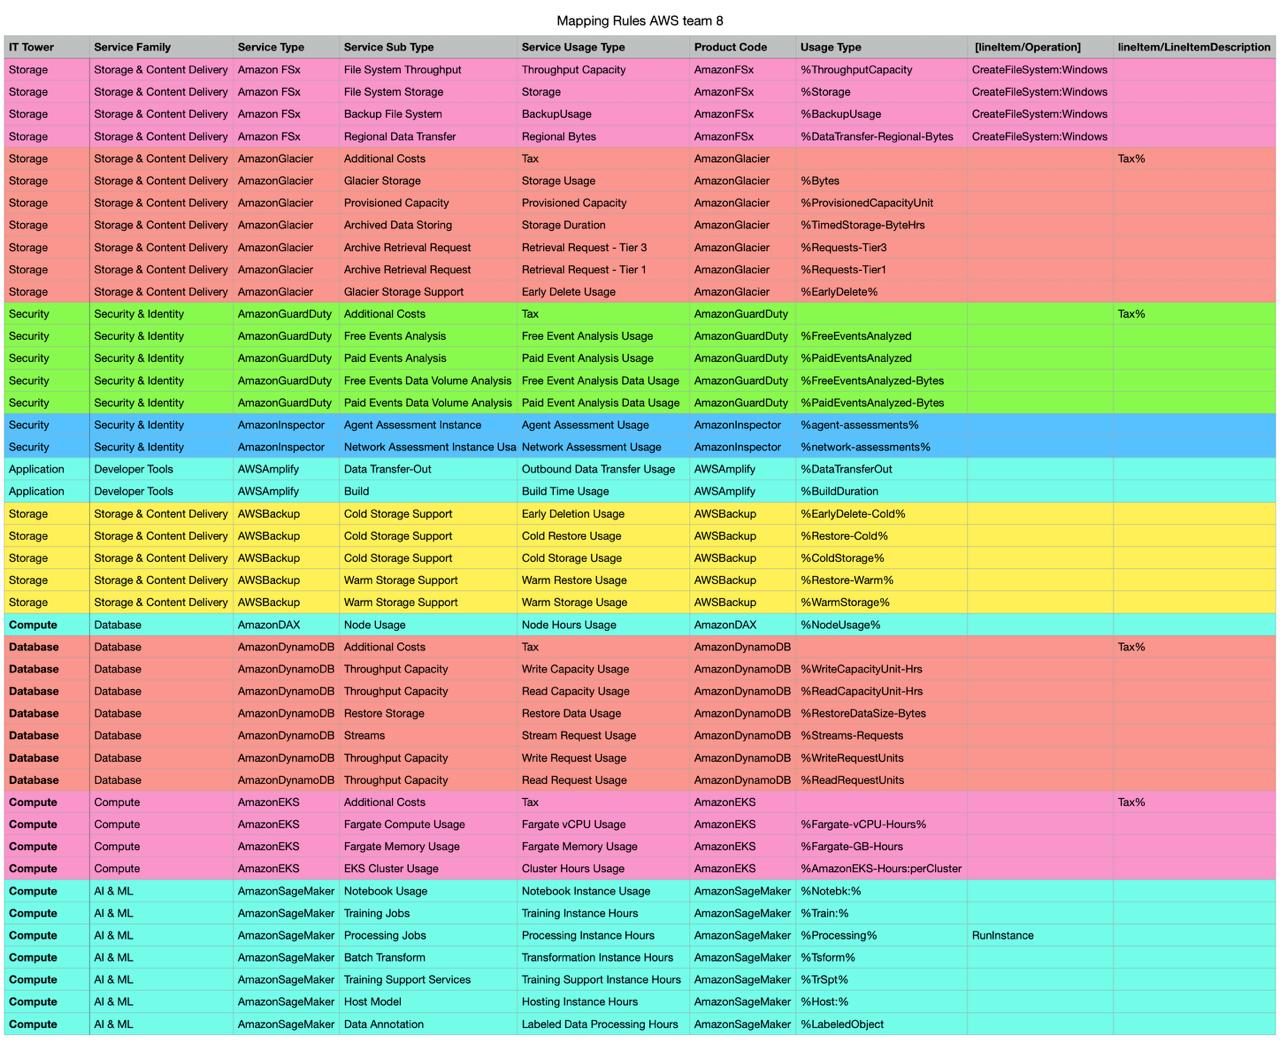 Mapping Rules AWS team 8
IT Tower Service Family Service Type Service Sub Type Service Usage Type Product Code Usage Type [lineItem/Operation] lineItem/LineItemDescription
Storage Storage & Content Delivery Amazon FSx File System Throughput Throughput Capacity AmazonFSx %ThroughputCapacity CreateFileSystem:Windows
Storage Storage & Content Delivery Amazon FSx File System Storage Storage AmazonFSx %Storage CreateFileSystem:Windows
Storage Storage & Content Delivery Amazon FSx Backup File System BackupUsage AmazonFSx %BackupUsage CreateFileSystem:Windows
Storage Storage & Content Delivery Amazon FSx Regional Data Transfer Regional Bytes AmazonFSx %DataTransfer-Regional-Bytes CreateFileSystem:Windows
Storage Storage & Content Delivery AmazonGlacier Additional Costs Tax AmazonGlacier Tax%
Storage Storage & Content Delivery AmazonGlacier Glacier Storage Storage Usage AmazonGlacier %Bytes
Storage Storage & Content Delivery AmazonGlacier Provisioned Capacity Provisioned Capacity AmazonGlacier %ProvisionedCapacityUnit
Storage Storage & Content Delivery AmazonGlacier Archived Data Storing Storage Duration AmazonGlacier %TimedStorage-ByteHrs
Storage Storage & Content Delivery AmazonGlacier Archive Retrieval Request Retrieval Request - Tier 3 AmazonGlacier %Requests-Tier3
Storage Storage & Content Delivery AmazonGlacier Archive Retrieval Request Retrieval Request - Tier 1 AmazonGlacier %Requests-Tier1
Storage Storage & Content Delivery AmazonGlacier Glacier Storage Support Early Delete Usage AmazonGlacier %EarlyDelete%
Security Security & Identity AmazonGuardDuty Additional Costs Tax AmazonGuardDuty Tax%
Security Security & Identity AmazonGuardDuty Free Events Analysis Free Event Analysis Usage AmazonGuardDuty %FreeEventsAnalyzed
Security Security & Identity AmazonGuardDuty Paid Events Analysis Paid Event Analysis Usage AmazonGuardDuty %PaidEventsAnalyzed
Security Security & Identity AmazonGuardDuty Free Events Data Volume Analysis Free Event Analysis Data Usage AmazonGuardDuty %FreeEventsAnalyzed-Bytes
Security Security & Identity AmazonGuardDuty Paid Events Data Volume Analysis Paid Event Analysis Data Usage AmazonGuardDuty %PaidEventsAnalyzed-Bytes
Security Security & Identity AmazonInspector Agent Assessment Instance Agent Assessment Usage AmazonInspector %agent-assessments%
Security Security & Identity AmazonInspector Network Assessment Instance Usa Network Assessment Usage AmazonInspector %network-assessments%
Application Developer Tools AWSAmplify Data Transfer-Out Outbound Data Transfer Usage AWSAmplify %DataTransferOut
Application Developer Tools AWSAmplify Build Build Time Usage AWSAmplify %BuildDuration
Storage Storage & Content Delivery AWSBackup Cold Storage Support Early Deletion Usage AWSBackup %EarlyDelete-Cold%
Storage Storage & Content Delivery AWSBackup Cold Storage Support Cold Restore Usage AWSBackup %Restore-Cold%
Storage Storage & Content Delivery AWSBackup Cold Storage Support Cold Storage Usage AWSBackup %ColdStorage%
Storage Storage & Content Delivery AWSBackup Warm Storage Support Warm Restore Usage AWSBackup %Restore-Warm%
Storage Storage & Content Delivery AWSBackup Warm Storage Support Warm Storage Usage AWSBackup %WarmStorage%
Compute Database AmazonDAX Node Usage Node Hours Usage AmazonDAX %NodeUsage%
Database Database AmazonDynamoDB Additional Costs Tax AmazonDynamoDB Tax%
Database Database AmazonDynamoDB Throughput Capacity Write Capacity Usage AmazonDynamoDB %WriteCapacityUnit-Hrs
Database Database AmazonDynamoDB Throughput Capacity Read Capacity Usage AmazonDynamoDB %ReadCapacityUnit-Hrs
Database Database AmazonDynamoDB Restore Storage Restore Data Usage AmazonDynamoDB %RestoreDataSize-Bytes
Database Database AmazonDynamoDB Streams Stream Request Usage AmazonDynamoDB %Streams-Requests
Database Database AmazonDynamoDB Throughput Capacity Write Request Usage AmazonDynamoDB %WriteRequestUnits
Database Database AmazonDynamoDB Throughput Capacity Read Request Usage AmazonDynamoDB %ReadRequestUnits
Compute Compute AmazonEKS Additional Costs Tax AmazonEKS Tax%
Compute Compute AmazonEKS Fargate Compute Usage Fargate vCPU Usage AmazonEKS %Fargate-vCPU-Hours%
Compute Compute AmazonEKS Fargate Memory Usage Fargate Memory Usage AmazonEKS %Fargate-GB-Hours
Compute Compute AmazonEKS EKS Cluster Usage Cluster Hours Usage AmazonEKS %AmazonEKS-Hours:perCluster
Compute AI & ML AmazonSageMaker Notebook Usage Notebook Instance Usage AmazonSageMaker %Notebk:%
Compute AI & ML AmazonSageMaker Training Jobs Training Instance Hours AmazonSageMaker %Train:%
Compute AI & ML AmazonSageMaker Processing Jobs Processing Instance Hours AmazonSageMaker %Processing% RunInstance
Compute AI & ML AmazonSageMaker Batch Transform Transformation Instance Hours AmazonSageMaker %Tsform%
Compute AI & ML AmazonSageMaker Training Support Services Training Support Instance Hours AmazonSageMaker %TrSpt%
Compute AI & ML AmazonSageMaker Host Model Hosting Instance Hours AmazonSageMaker %Host:%
Compute AI & ML AmazonSageMaker Data Annotation Labeled Data Processing Hours AmazonSageMaker %LabeledObject